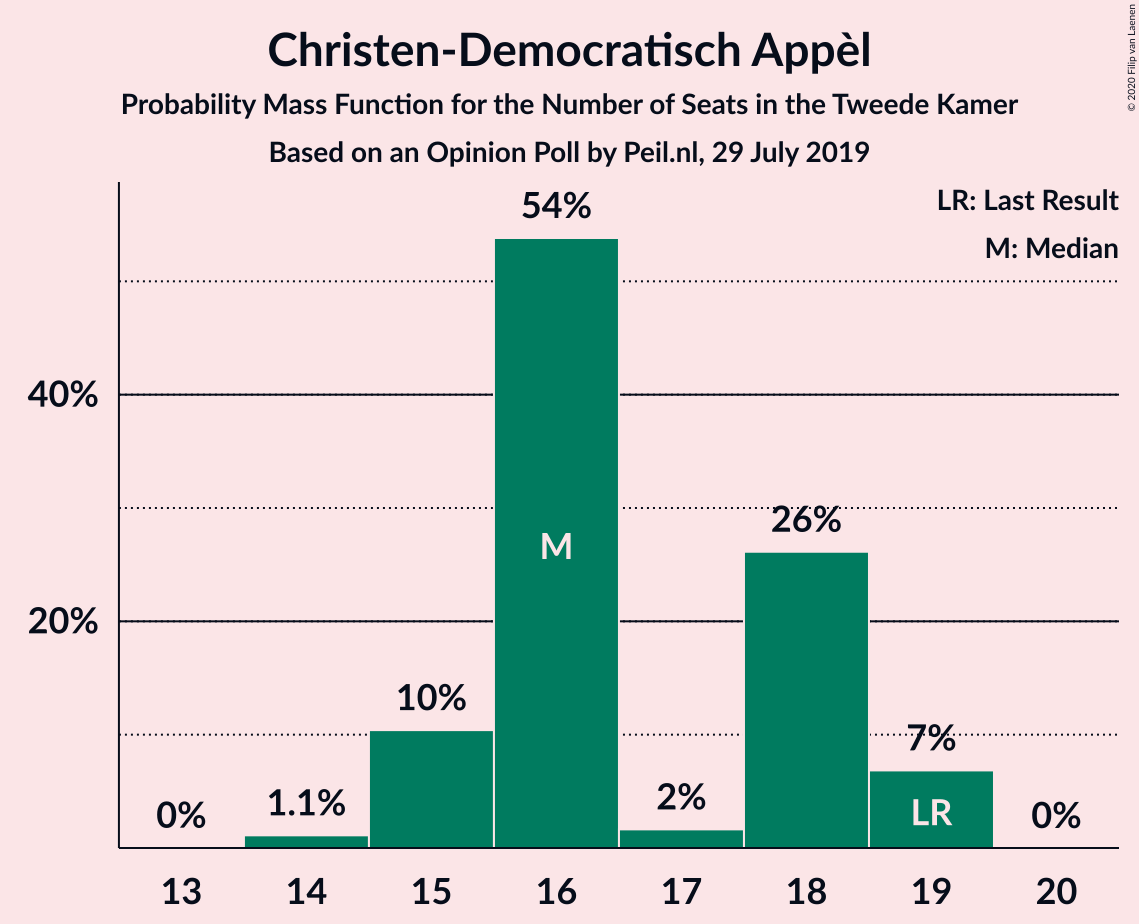 Christen-Democratisch Appèl
Probability Mass Function for the Number of Seats in the Tweede Kamer
Based on an Opinion Poll by Peil.nl, 29 July 2019
© 2020 Filip van Laenen
LR: Last Result
M: Median
54%
40%
26%
M
20%
10%
7%
1.1%
2%
0%
LR
0%
13 14 15 16 17 18 19 20